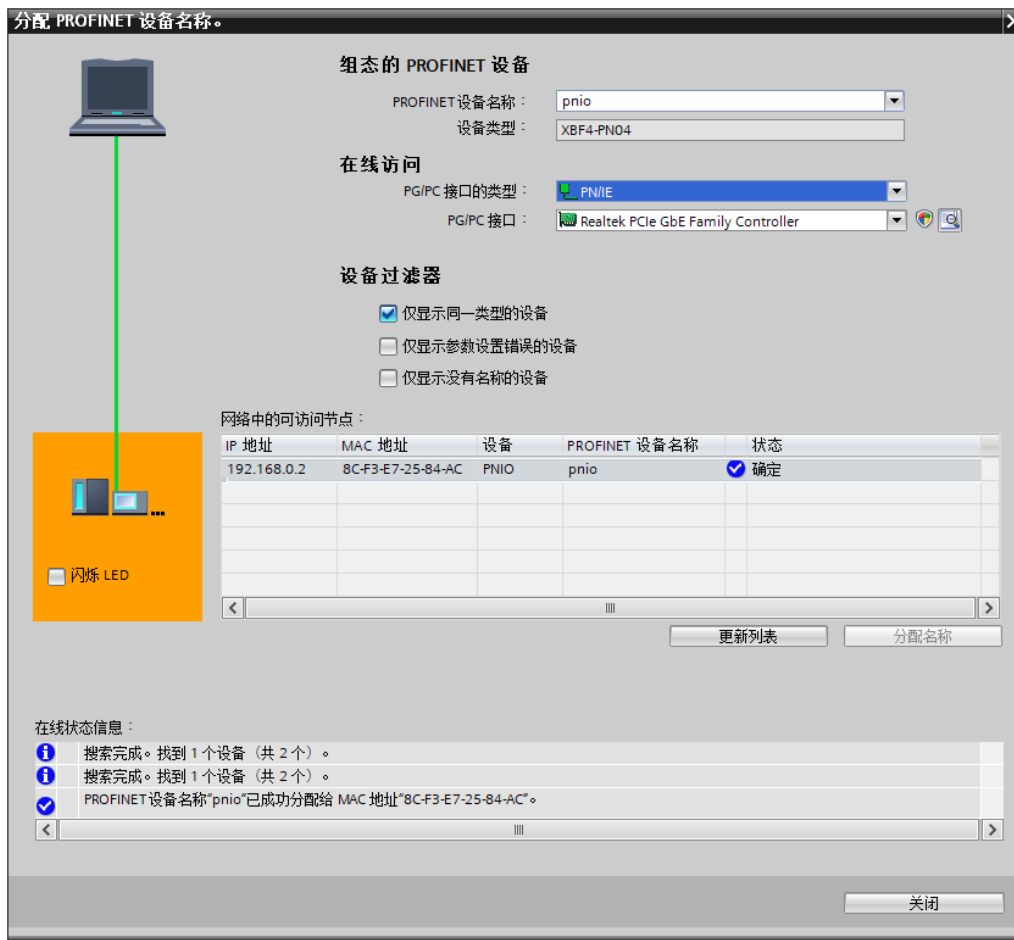 分配 PROFINET 设备名称。
组态的 PROFINET 设备
PROFINET设备名称： pnio
设备类型： XBF4-PN04
在线访问
PG/PC 接口的类型： PN/IE
PG/PC 接口： Realtek PCIe GbE Family Controller
设备过滤器
仅显示同一类型的设备
仅显示参数设置错误的设备
仅显示没有名称的设备
网络中的可访问节点：
IP 地址 MAC 地址 设备 PROFINET 设备名称 状态
192.168.0.2 8C-F3-E7-25-84-AC PNIO pnio 确定
闪烁 LED
更新列表 分配名称
在线状态信息：
搜索完成。找到 1 个设备（共 2 个）。
搜索完成。找到 1 个设备（共 2 个）。
PROFINET设备名称"pnio"已成功分配给 MAC 地址"8C-F3-E7-25-84-AC"。
关闭